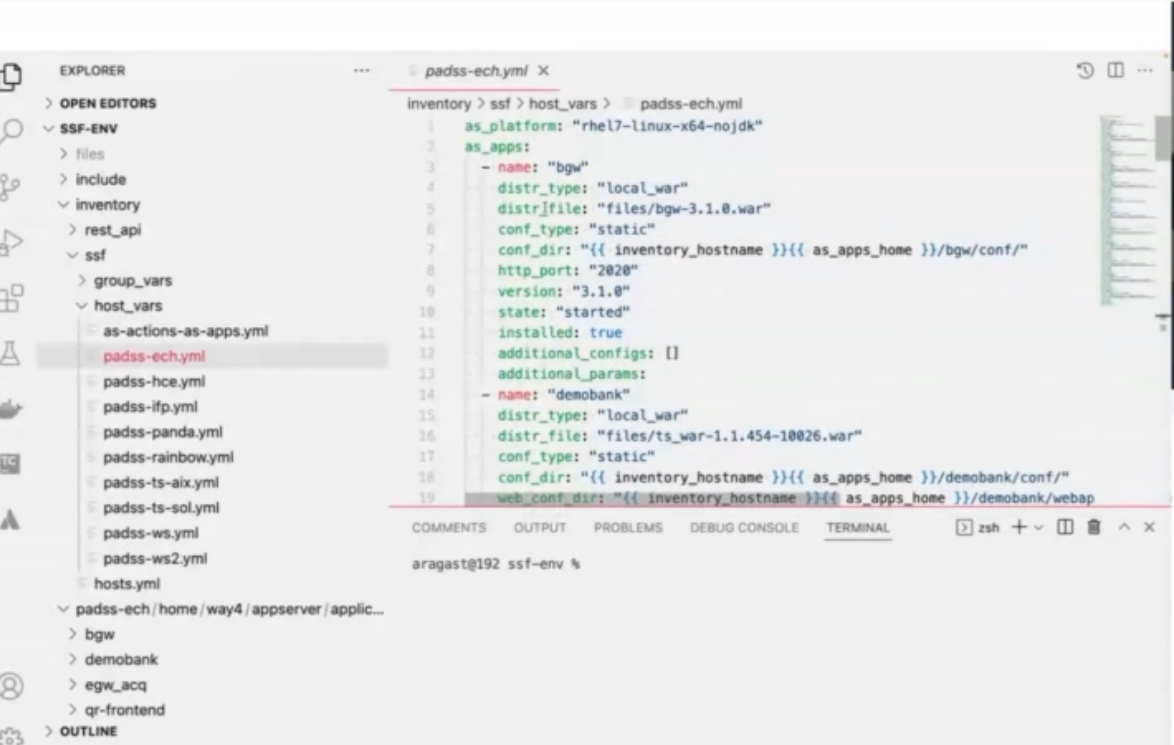 EXPLORER
OPEN EDITORS
SSF-ENV
files
include
inventory
rest_api
ssf
group_vars
host_vars
as-actions-as-apps.yml
padss-ech.yml
padss-hce.yml
padss-ifp.yml
padss-panda.yml
padss-rainbow.yml
padss-ts-aix.yml
padss-ts-sol.yml
padss-ws.yml
padss-ws2.yml
hosts.yml
padss-ech/home/way4/appserver/applic...
bgw
demobank
egw_acq
qr-frontend
OUTLINE
padss-ech.yml
inventory > ssf > host_vars > padss-ech.yml
1 as_platform: "rhel7-linux-x64-nojdk"
2 as_apps:
3 - name: "bgw"
4 distr_type: "local_war"
5 distr_file: "files/bgw-3.1.0.war"
6 conf_type: "static"
7 conf_dir: "{{ inventory_hostname }}{{ as_apps_home }}/bgw/conf/"
8 http_port: "2020"
9 version: "3.1.0"
10 state: "started"
11 installed: true
12 additional_configs: []
13 additional_params:
14 - name: "demobank"
15 distr_type: "local_war"
16 distr_file: "files/ts_war-1.1.454-10026.war"
17 conf_type: "static"
18 conf_dir: "{{ inventory_hostname }}{{ as_apps_home }}/demobank/conf/"
19 web_conf_dir: "{{ inventory_hostname }}{{ as_apps_home }}/demobank/webap
COMMENTS OUTPUT PROBLEMS DEBUG CONSOLE TERMINAL zsh
aragast@192 ssf-env %